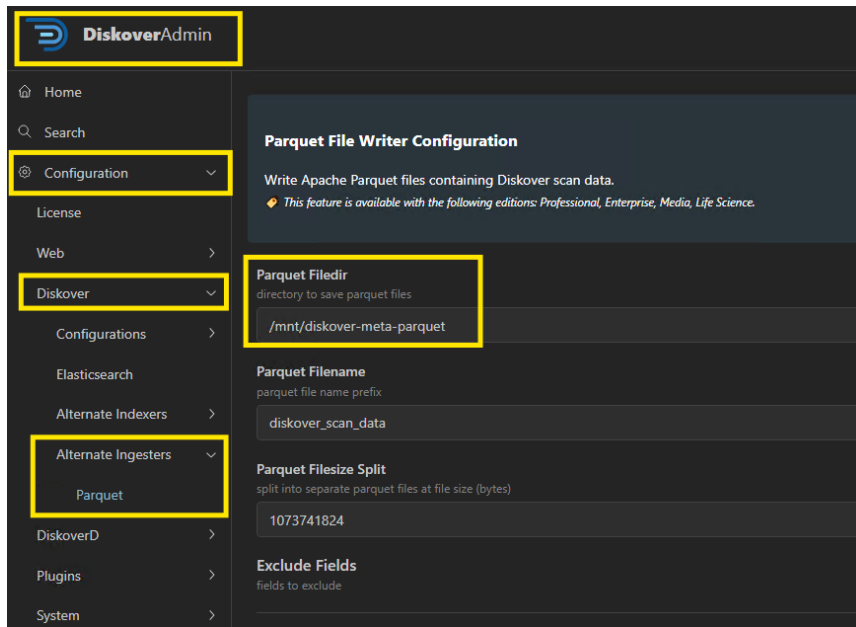 DiskoverAdmin
Home
Search
Configuration
License
Web
Diskover
Configurations
Elasticsearch
Alternate Indexers
Alternate Ingesters
Parquet
DiskoverD
Plugins
System
Parquet File Writer Configuration
Write Apache Parquet files containing Diskover scan data.
This feature is available with the following editions: Professional, Enterprise, Media, Life Science.
Parquet Filedir
directory to save parquet files
/mnt/diskover-meta-parquet
Parquet Filename
parquet file name prefix
diskover_scan_data
Parquet Filesize Split
split into separate parquet files at file size (bytes)
1073741824
Exclude Fields
fields to exclude